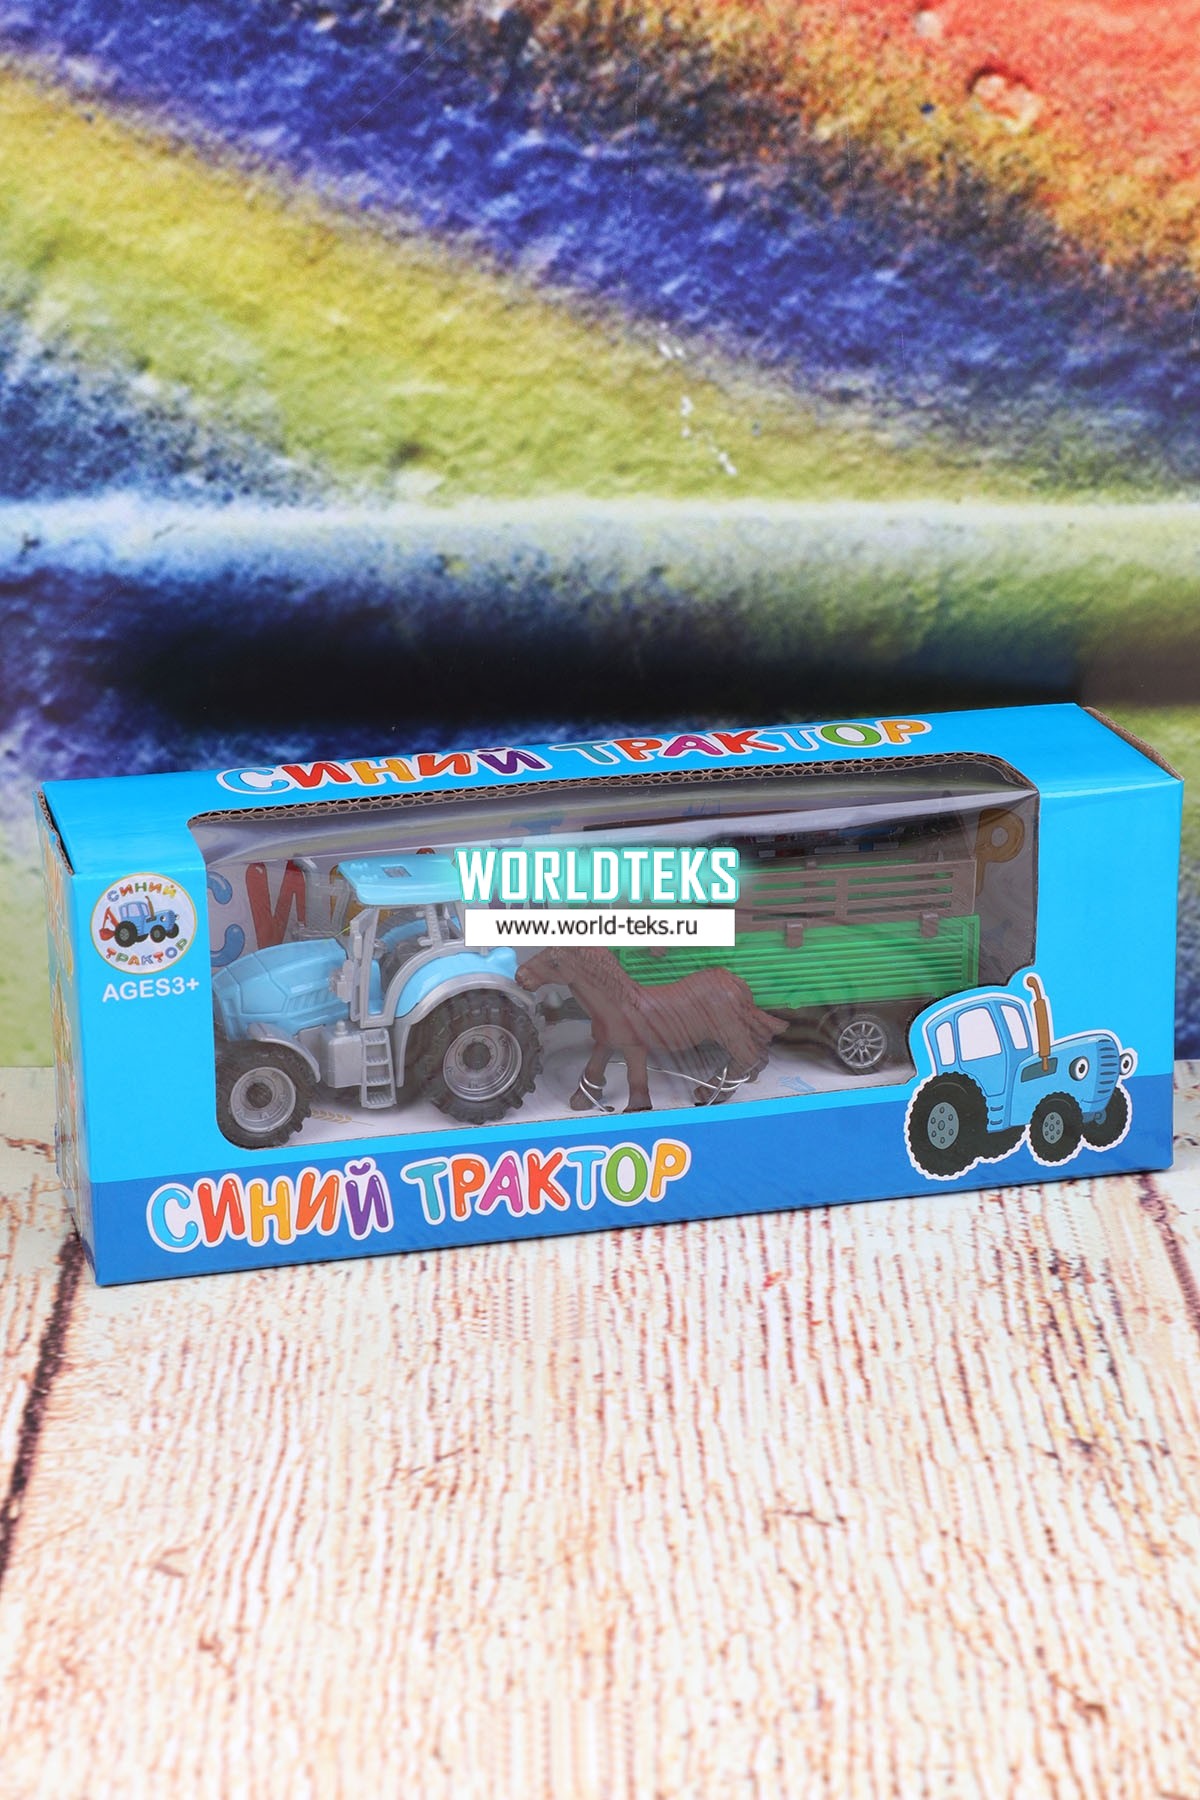 СИНИЙ ТРАКТОР
WORLDTEKS
www.world-teks.ru
СИНИЙ
ТРАКТОР
AGES3+
СИНИЙ ТРАКТОР